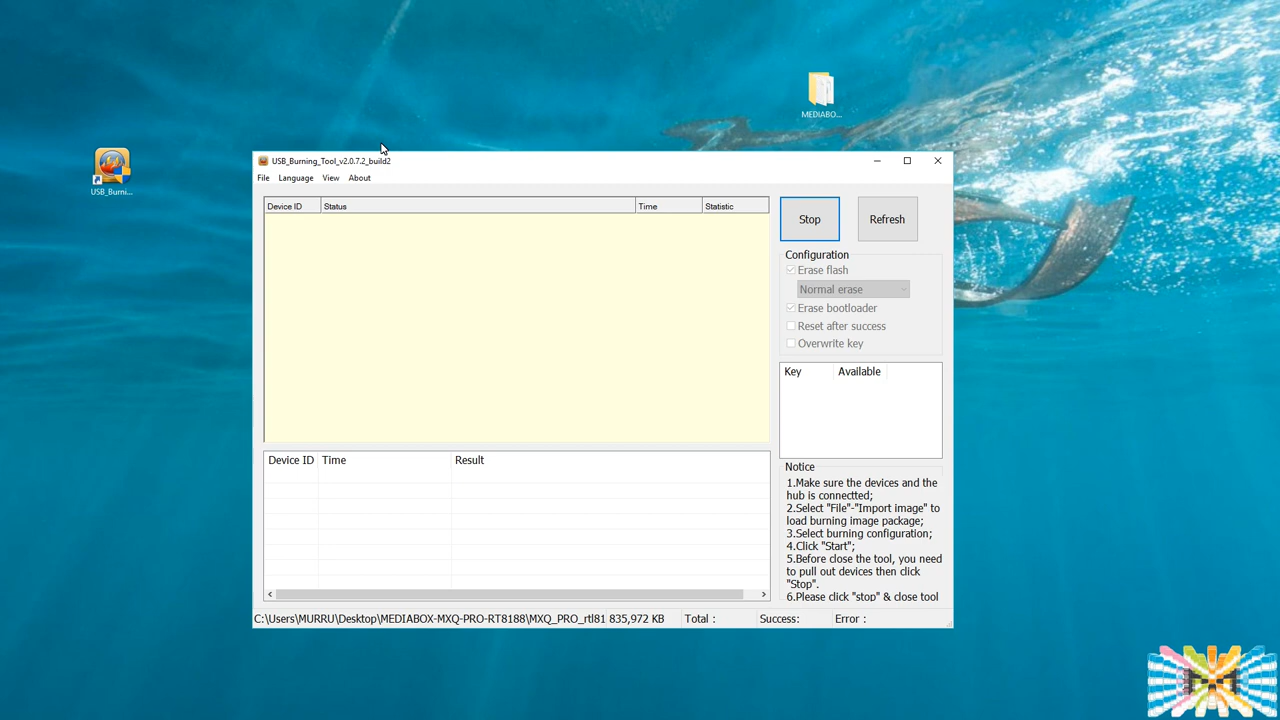 MEDIABO...
USB_Burni...
USB_Burning_Tool_v2.0.7.2_build2
File Language View About
Device ID Status Time Statistic
Stop Refresh
Configuration
Erase flash
Normal erase
Erase bootloader
Reset after success
Overwrite key
Key Available
Device ID Time Result
Notice
1.Make sure the devices and the
hub is connectted;
2.Select "File"-"Import image" to
load burning image package;
3.Select burning configuration;
4.Click "Start";
5.Before close the tool, you need
to pull out devices then click
"Stop".
6.Please click "stop" & close tool
C:\Users\MURRU\Desktop\MEDIABOX-MXQ-PRO-RT8188\MXQ_PRO_rtl81 835,972 KB Total : Success: Error :